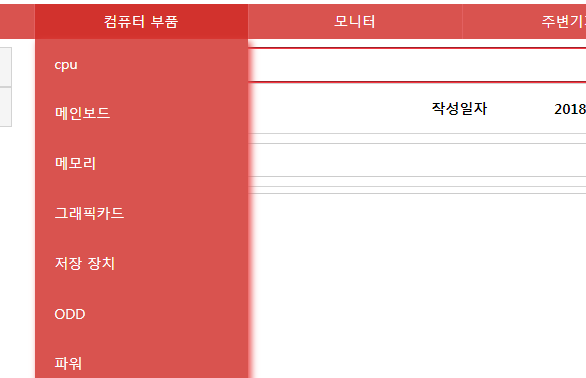 컴퓨터 부품 모니터 주변기
cpu
메인보드
작성일자 2018
메모리
그래픽카드
저장 장치
ODD
파워